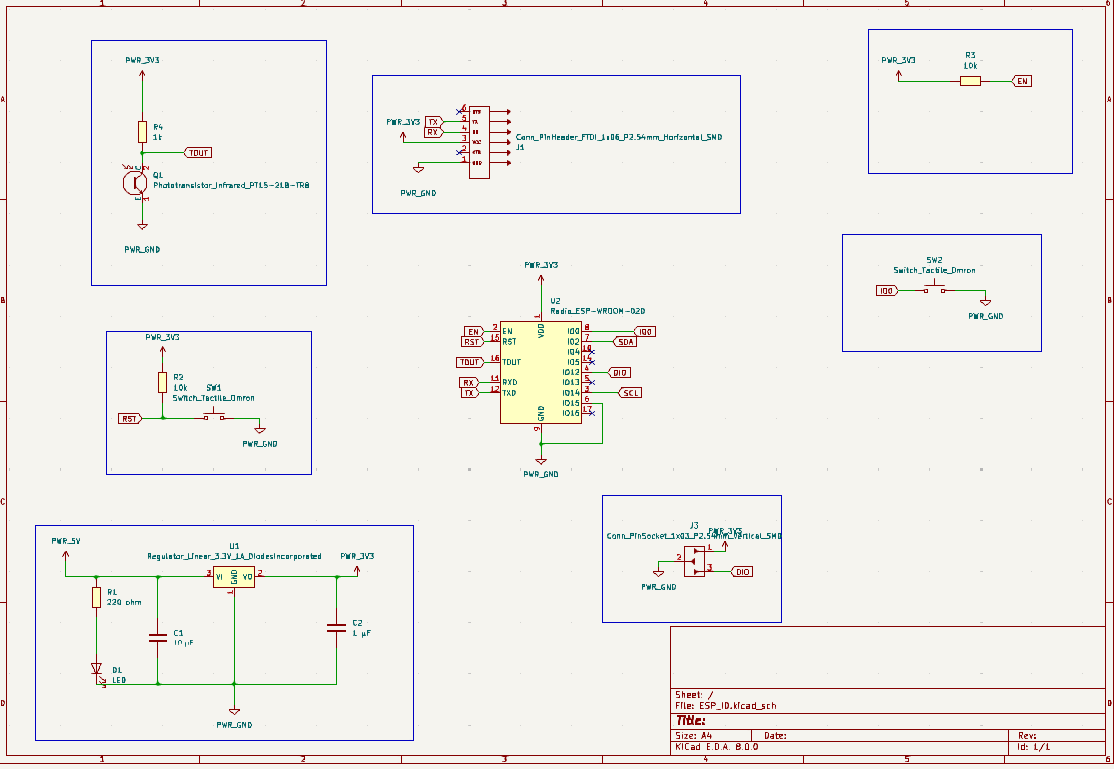 1 2 3 4 5 6
A
B
C
D
PWR_3V3
R4
1k
TOUT
C
2
Q1
Phototransistor_Infrared_PT15-21B-TR8
E
1
PWR_GND
PWR_3V3
TX
RX
6
5
4
3
2
1
DTR
TX
RX
VCC
CTS
GND
Conn_PinHeader_FTDI_1x06_P2.54mm_Horizontal_SMD
J1
PWR_GND
PWR_3V3
R3
10k
EN
A
SW2
Switch_Tactile_Omron
IO0
PWR_GND
B
PWR_3V3
U2
Radio_ESP-WROOM-02D
1
VDD
EN 2 EN
RST 15 RST
TOUT 16 TOUT
RX 11 RXD
TX 12 TXD
IO0 8 IO0
IO2 7 SDA
IO4 10
IO5 14
IO12 4 DIO
IO13 5
IO14 3 SCL
IO15 6
IO16 17
GND
9
PWR_GND
PWR_3V3
R2
10k
SW1
Switch_Tactile_Omron
RST
PWR_GND
PWR_5V
U1
Regulator_Linear_3.3V_1A_DiodesIncorporated
PWR_3V3
3 VI GND VO 2
1
R1
220 ohm
C1
10 µF
C2
1 µF
D1
LED
PWR_GND
J3
PWR_3V3
Conn_PinSocket_1x03_P2.54mm_Vertical_SMD
1
2
3
DIO
PWR_GND
C
D
Sheet: /
File: ESP_IO.kicad_sch
Title:
Size: A4 Date: Rev:
KiCad E.D.A. 8.0.0 Id: 1/1
1 2 3 4 5 6